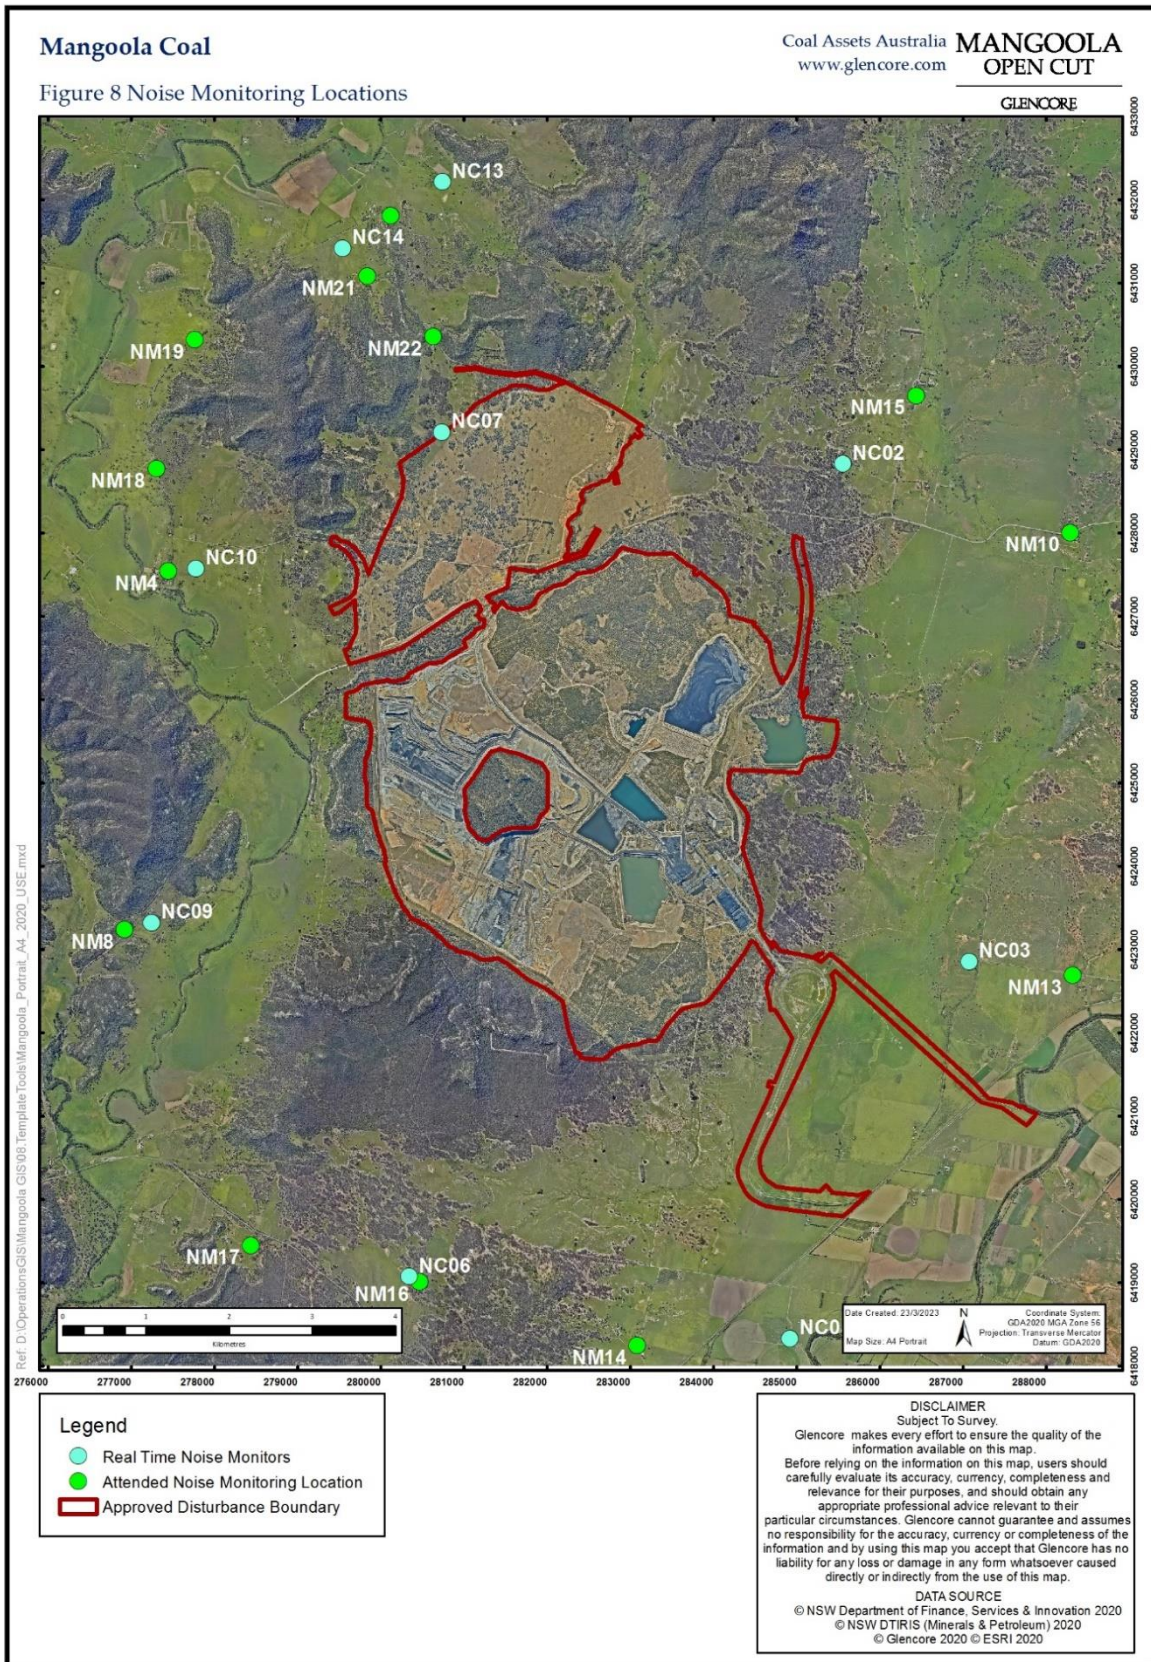 Mangoola Coal
Coal Assets Australia
www.glencore.com
MANGOOLA
OPEN CUT
GLENCORE
Figure 8 Noise Monitoring Locations
NC13
NC14
NM21
NM19
NM22
NC07
NM15
NC02
NM18
NM10
NC10
NM4
NC09
NM8
NC03
NM13
NM17
NC06
NM16
NM14
NC0
6433000
6432000
6431000
6430000
6429000
6428000
6427000
6426000
6425000
6424000
6423000
6422000
6421000
6420000
6419000
6418000
0 1 2 3 4
Kilometres
Date Created: 23/3/2023
Map Size: A4 Portrait
N
Coordinate System:
GDA2020 MGA Zone 56
Projection: Transverse Mercator
Datum: GDA2020
276000 277000 278000 279000 280000 281000 282000 283000 284000 285000 286000 287000 288000
Ref: D:\OperationsGIS\Mangoola GIS\08.TemplateTools\Mangoola_Portrait_A4_2020_USE.mxd
Legend
Real Time Noise Monitors
Attended Noise Monitoring Location
Approved Disturbance Boundary
DISCLAIMER
Subject To Survey.
Glencore makes every effort to ensure the quality of the
information available on this map.
Before relying on the information on this map, users should
carefully evaluate its accuracy, currency, completeness and
relevance for their purposes, and should obtain any
appropriate professional advice relevant to their
particular circumstances. Glencore cannot guarantee and assumes
no responsibility for the accuracy, currency or completeness of the
information and by using this map you accept that Glencore has no
liability for any loss or damage in any form whatsoever caused
directly or indirectly from the use of this map.
DATA SOURCE
© NSW Department of Finance, Services & Innovation 2020
© NSW DTIRIS (Minerals & Petroleum) 2020
© Glencore 2020 © ESRI 2020